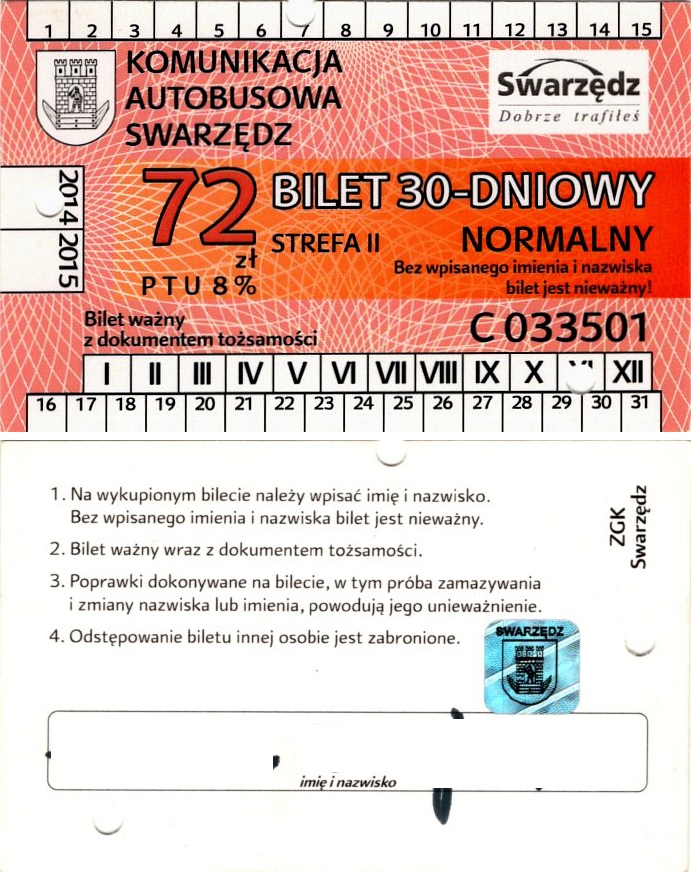 1 2 3 4 5 6 7 8 9 10 11 12 13 14 15
KOMUNIKACJA
AUTOBUSOWA
SWARZĘDZ
Swarzędz
Dobrze trafiłeś
2014 2015
72 zł
PTU 8%
BILET 30-DNIOWY
STREFA II NORMALNY
Bez wpisanego imienia i nazwiska
bilet jest nieważny!
Bilet ważny
z dokumentem tożsamości
C 033501
I II III IV V VI VII VIII IX X XII
16 17 18 19 20 21 22 23 24 25 26 27 28 29 30 31
1. Na wykupionym bilecie należy wpisać imię i nazwisko.
Bez wpisanego imienia i nazwiska bilet jest nieważny.
2. Bilet ważny wraz z dokumentem tożsamości.
3. Poprawki dokonywane na bilecie, w tym próba zamazywania
i zmiany nazwiska lub imienia, powodują jego unieważnienie.
4. Odstępowanie biletu innej osobie jest zabronione.
ZGK
Swarzędz
SWARZĘDZ
imię i nazwisko